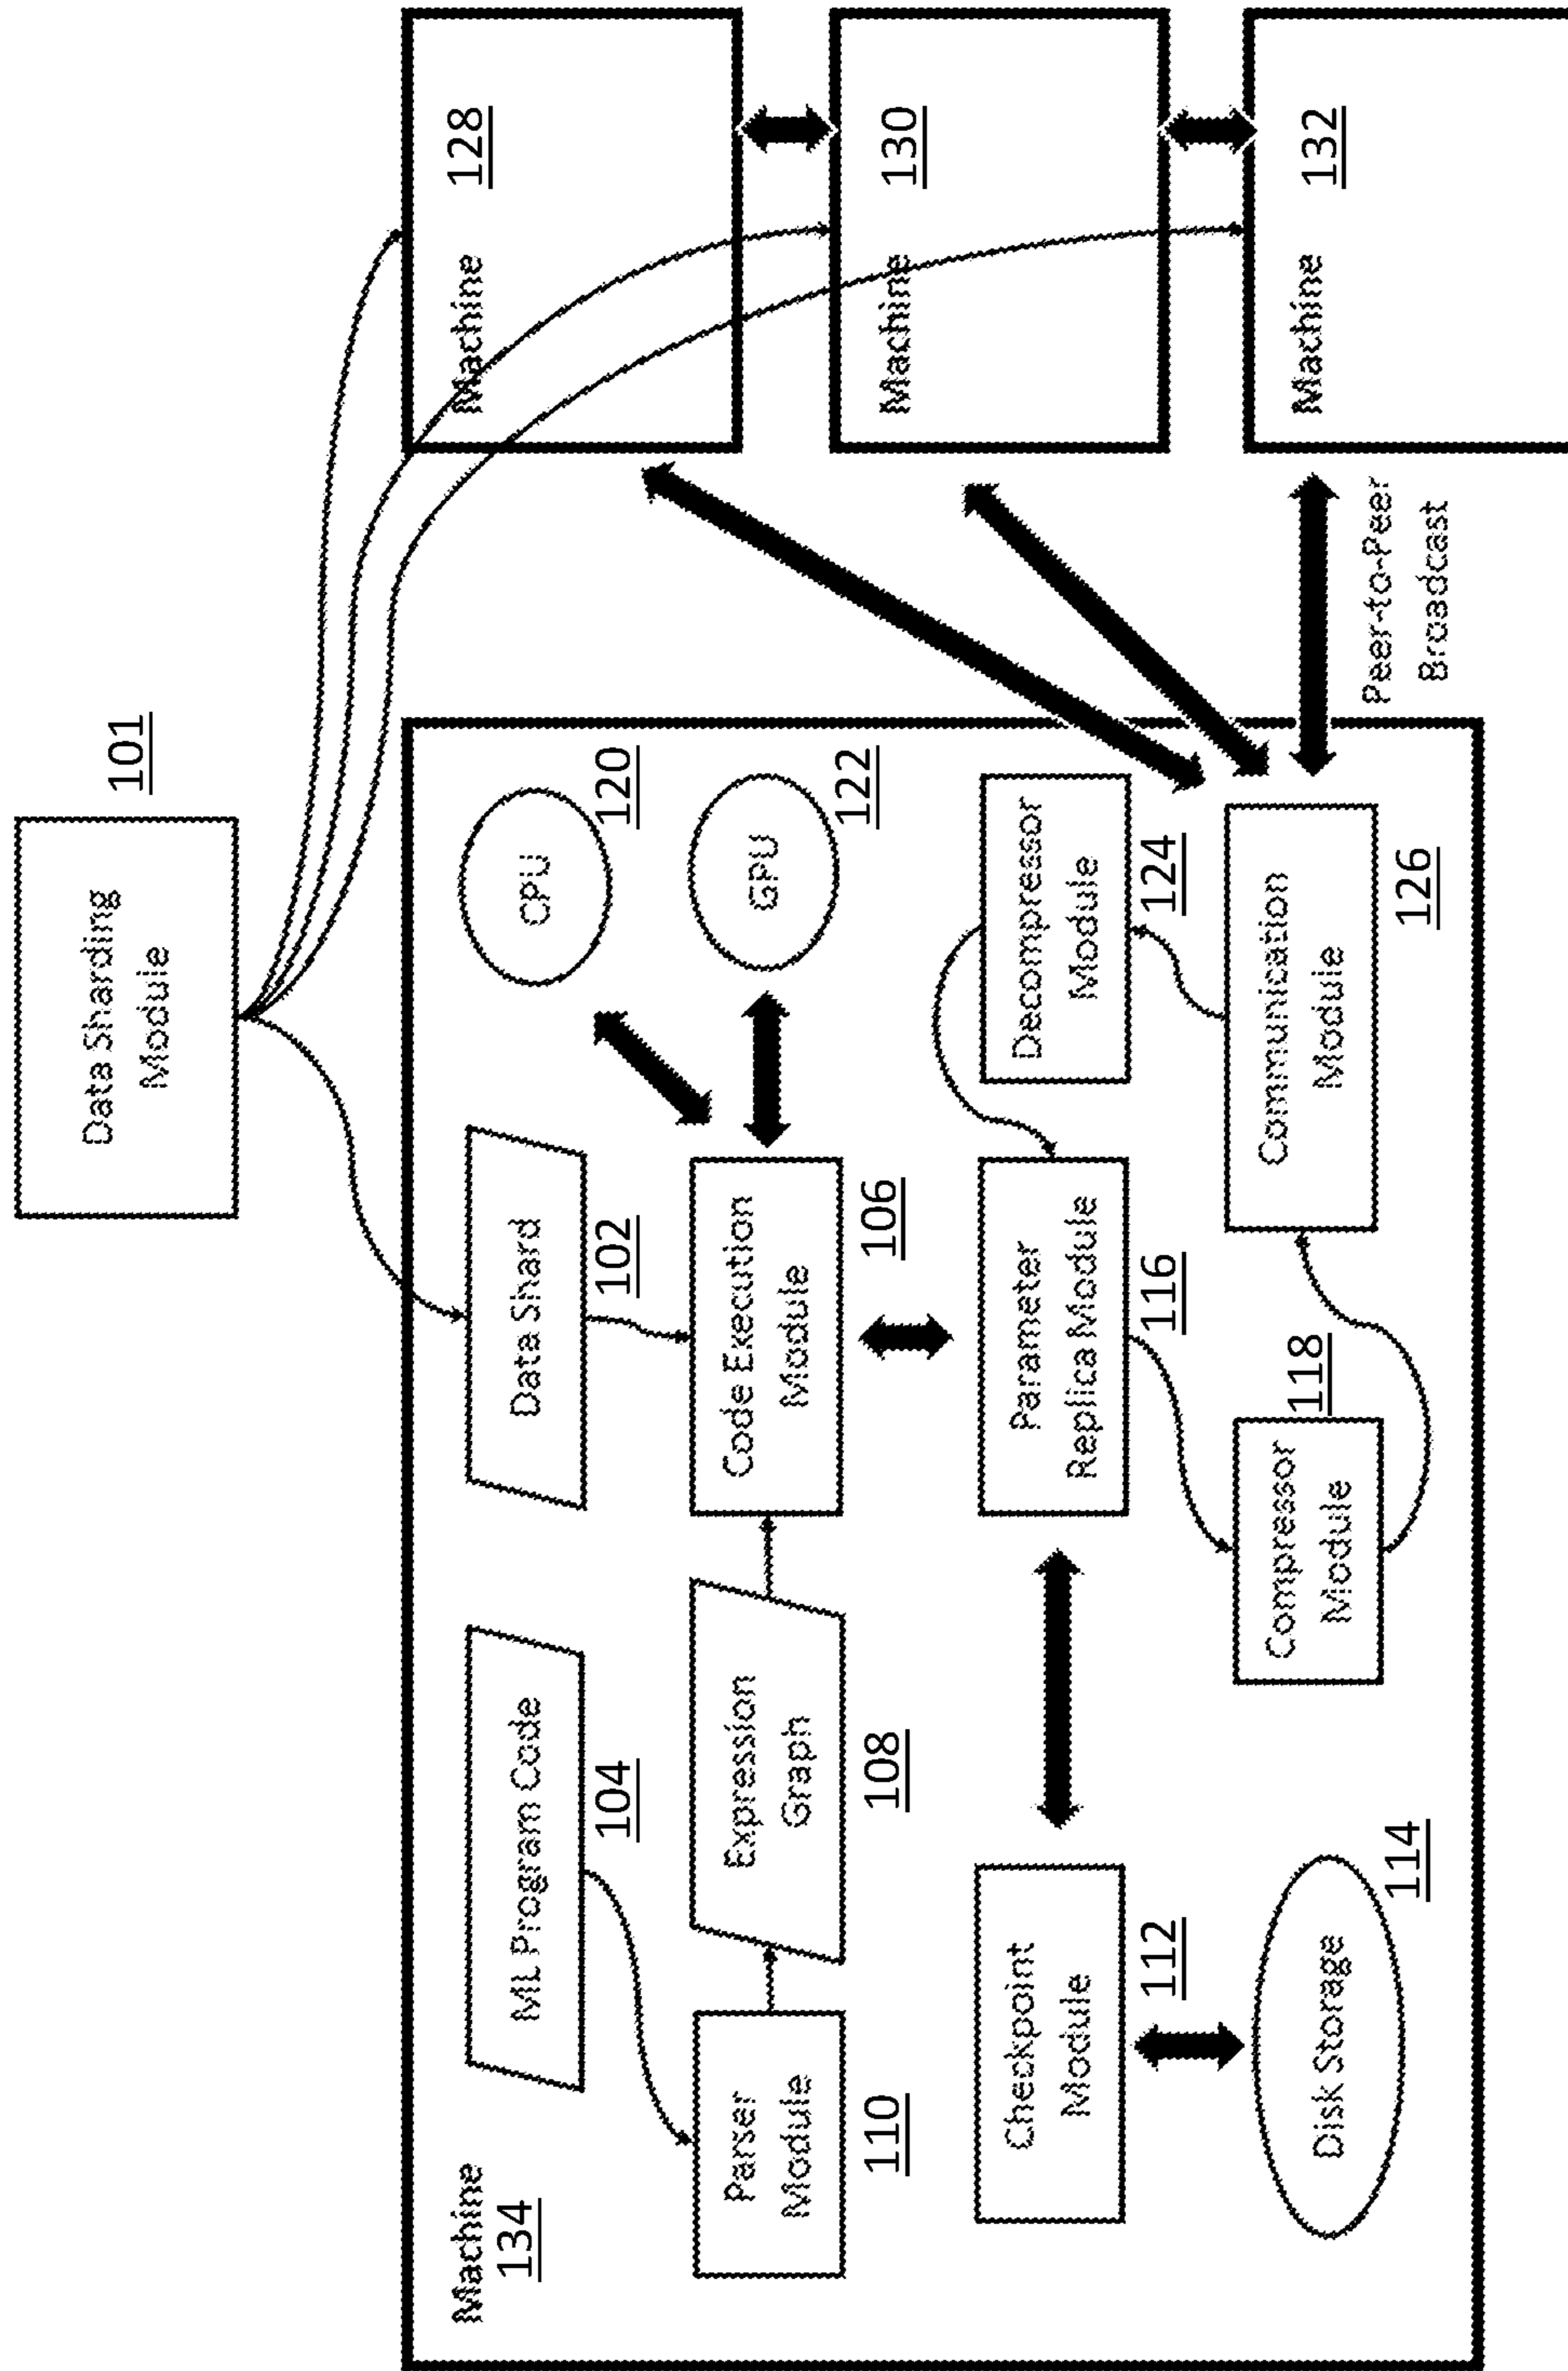 Data Sharding
Module
101
Machine
134
ML Program Code
104
Data Shard
102
CPU
120
Parser
Module
110
Expression
Graph
108
Code Execution
Module
106
GPU
122
Checkpoint
Module
112
Parameter
Replica Module
116
Decompressor
Module
124
Disk Storage
114
Compressor
Module
118
Communication
Module
126
Peer-to-Peer
Broadcast
Machine
128
Machine
130
Machine
132